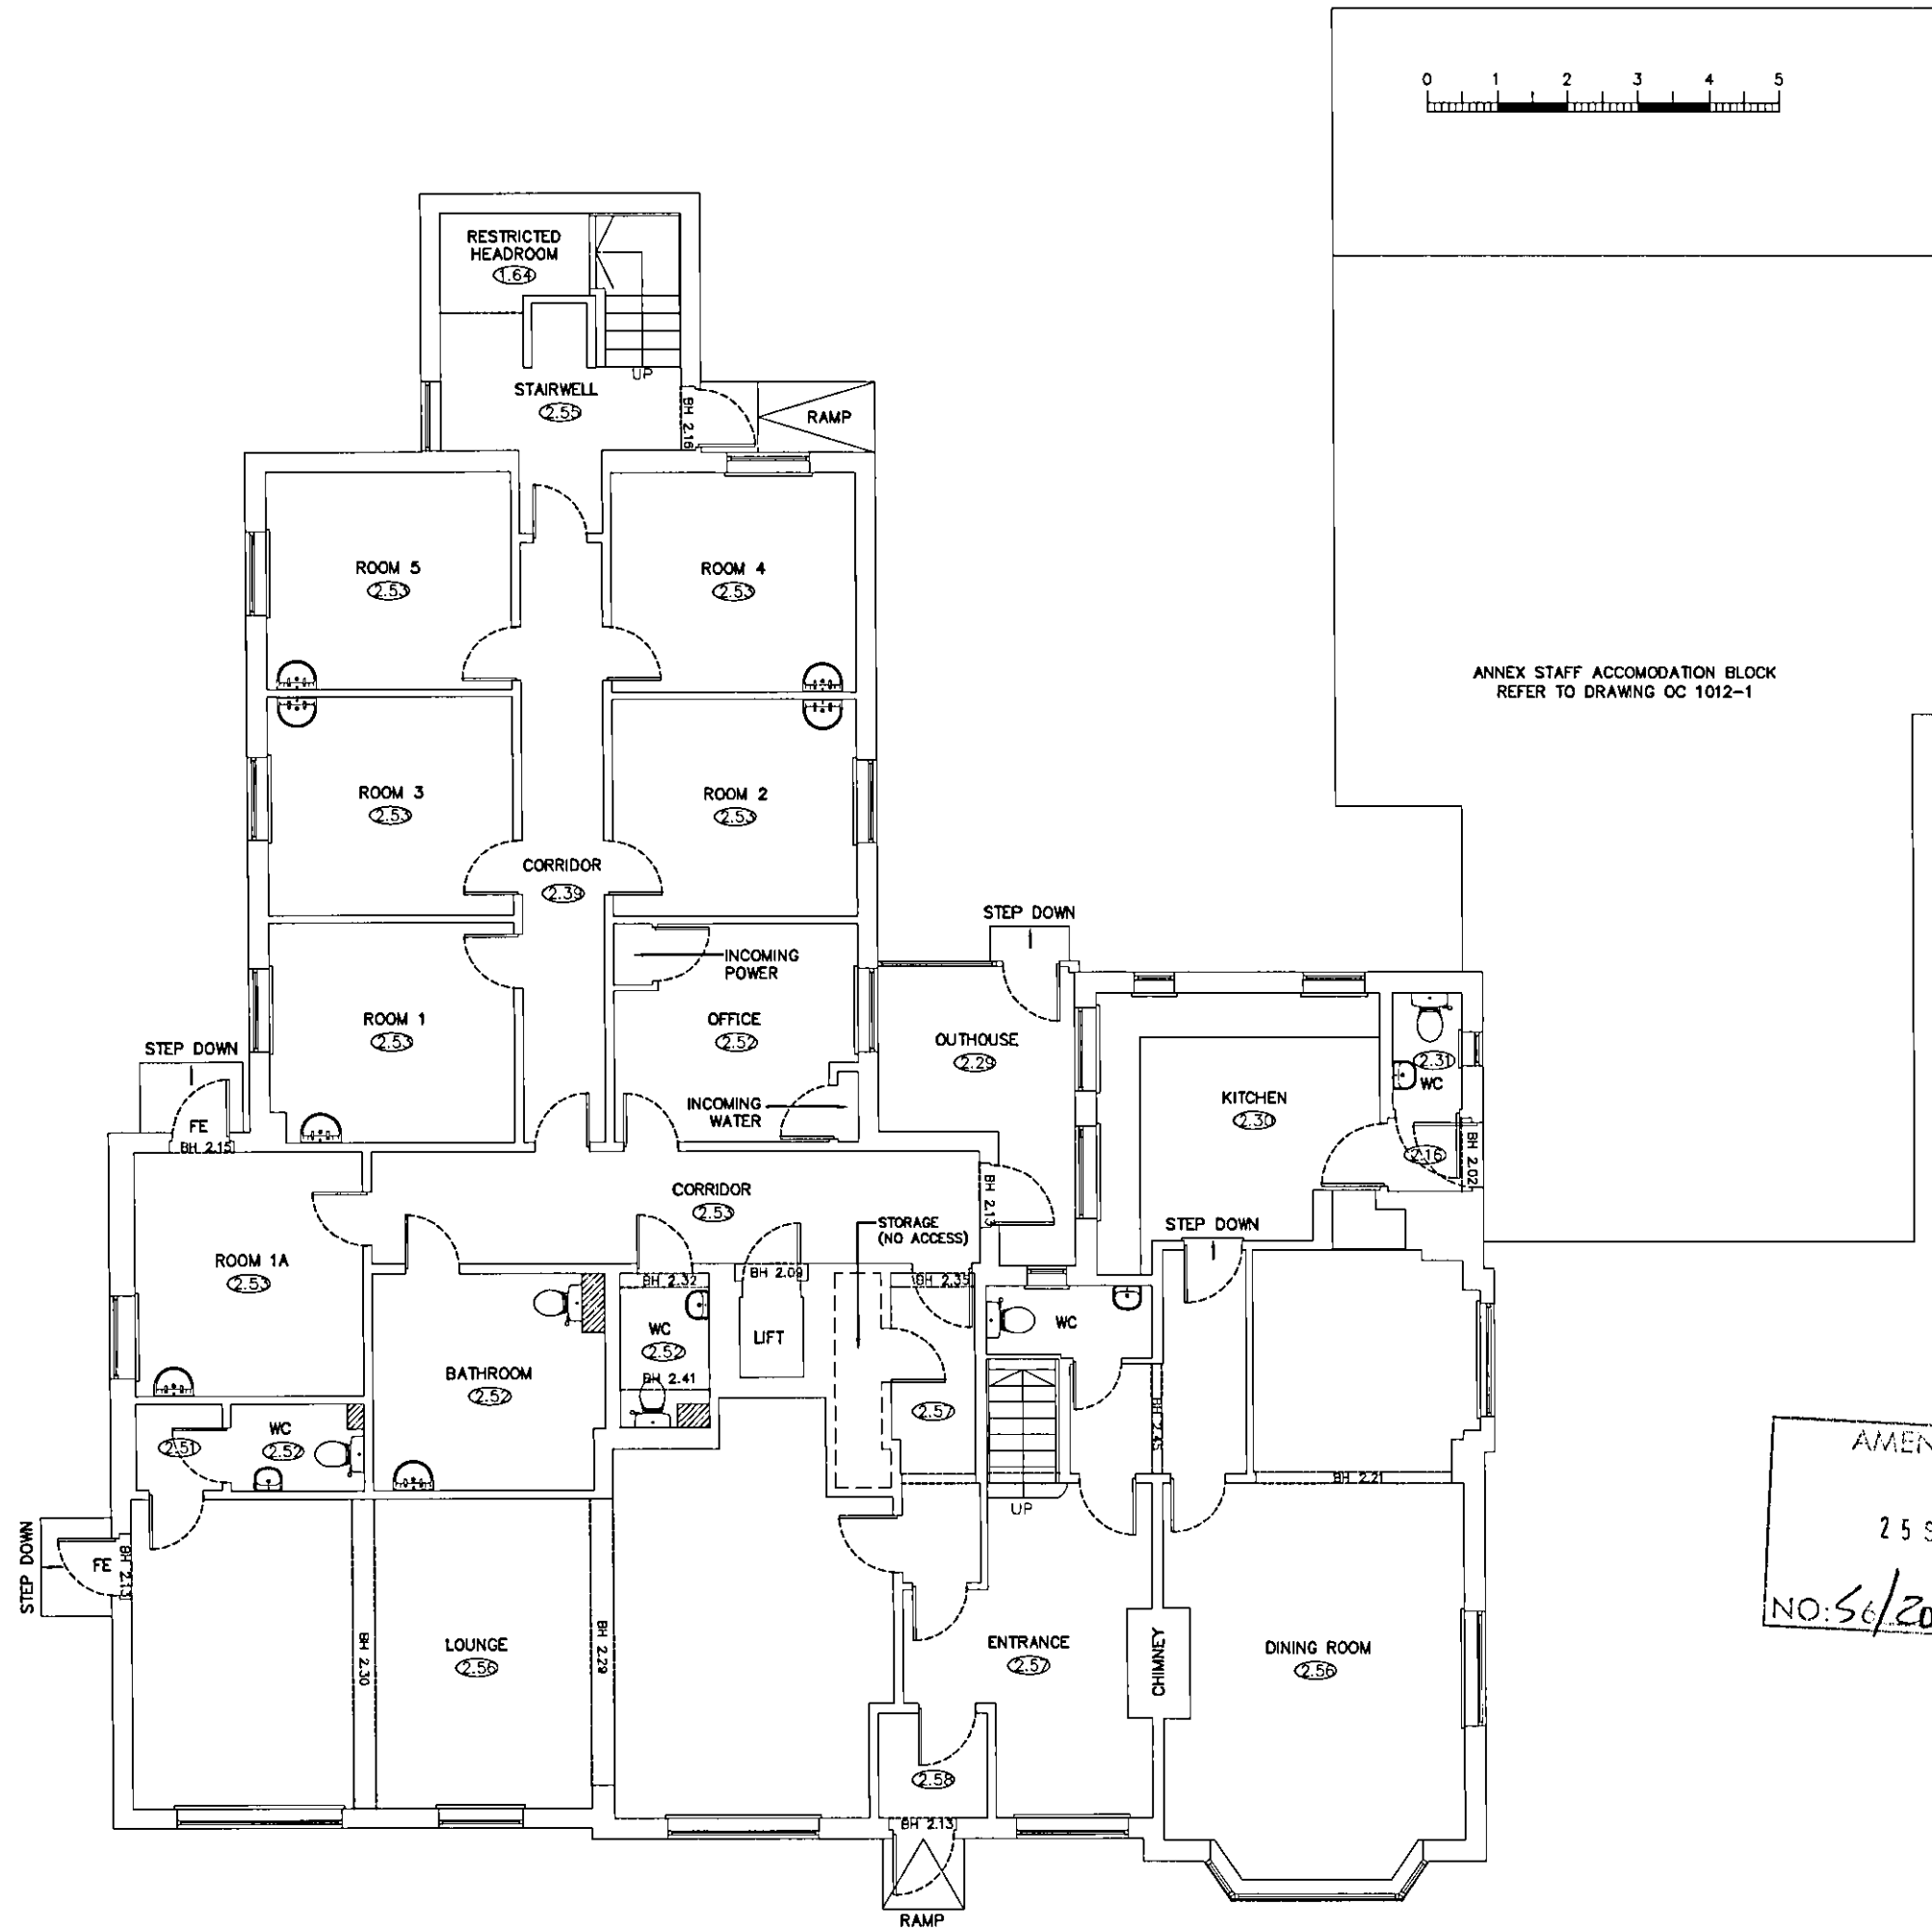 0 1 2 3 4 5
RESTRICTED
HEADROOM
1.64
UP
STAIRWELL
2.55
BH 2.16
RAMP
ROOM 5
2.53
ROOM 4
2.53
ANNEX STAFF ACCOMODATION BLOCK
REFER TO DRAWING OC 1012-1
ROOM 3
2.53
ROOM 2
2.53
CORRIDOR
2.39
STEP DOWN
INCOMING
POWER
ROOM 1
2.53
OFFICE
2.52
OUTHOUSE
2.29
2.31
WC
STEP DOWN
FE
BH 2.15
INCOMING
WATER
KITCHEN
2.30
2.16
BH 2.02
CORRIDOR
2.53
BH 2.13
STORAGE
(NO ACCESS)
STEP DOWN
ROOM 1A
2.53
BH 2.32
BH 2.09
BH 2.35
WC
2.52
LIFT
WC
BATHROOM
2.52
BH 2.41
2.57
BH 2.45
WC
2.52
2.51
BH 2.21
UP
AMEN
2 5 S
NO: 56/20
STEP DOWN
FE
BH 2.13
BH 2.30
LOUNGE
2.56
BH 2.29
ENTRANCE
2.57
CHIMNEY
DINING ROOM
2.56
2.58
BH 2.13
RAMP